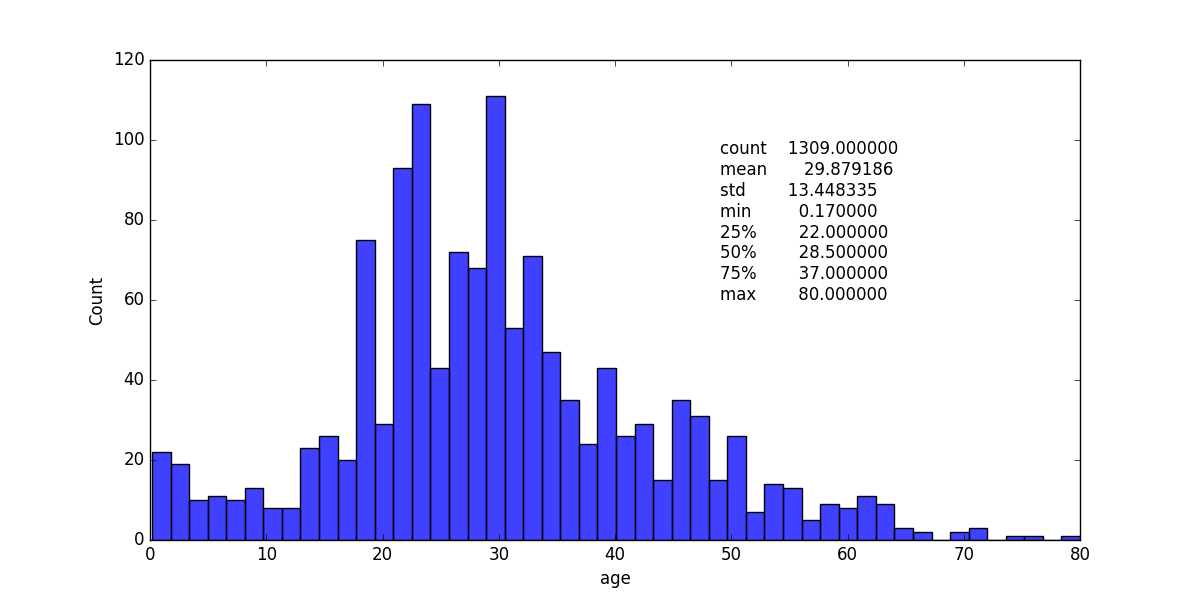 120
100
80
60
40
20
0
Count
count 1309.000000
mean 29.879186
std 13.448335
min 0.170000
25% 22.000000
50% 28.500000
75% 37.000000
max 80.000000
0 10 20 30 40 50 60 70 80
age